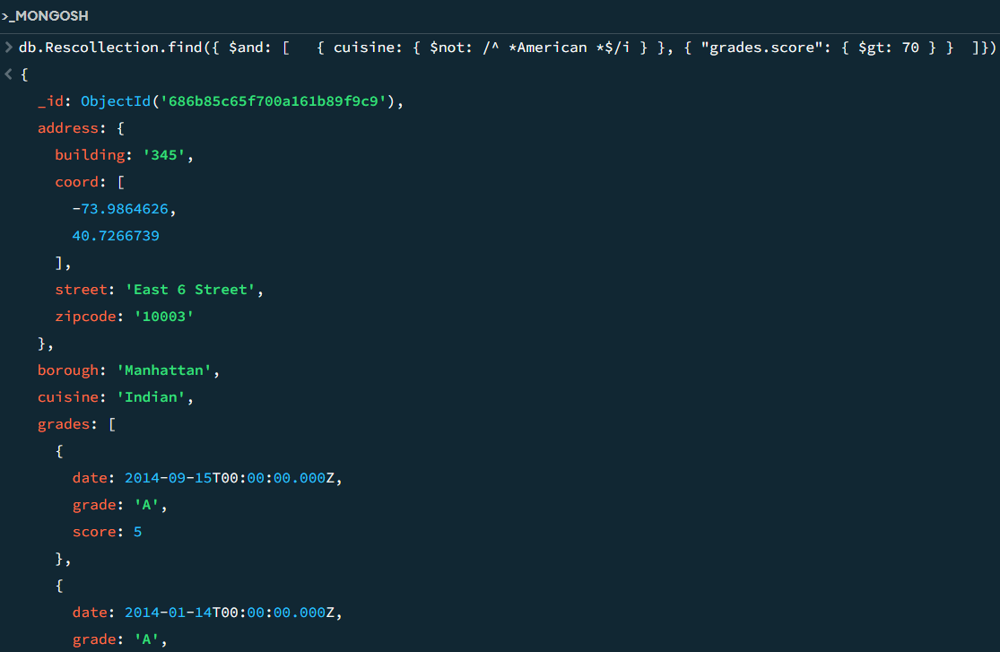 >_MONGOSH
> db.Rescollection.find({ $and: [   { cuisine: { $not: /^ *American *$/i } }, { "grades.score": { $gt: 70 } }  ]})
< {
    _id: ObjectId('686b85c65f700a161b89f9c9'),
    address: {
      building: '345',
      coord: [
        -73.9864626,
        40.7266739
      ],
      street: 'East 6 Street',
      zipcode: '10003'
    },
    borough: 'Manhattan',
    cuisine: 'Indian',
    grades: [
      {
        date: 2014-09-15T00:00:00.000Z,
        grade: 'A',
        score: 5
      },
      {
        date: 2014-01-14T00:00:00.000Z,
        grade: 'A',